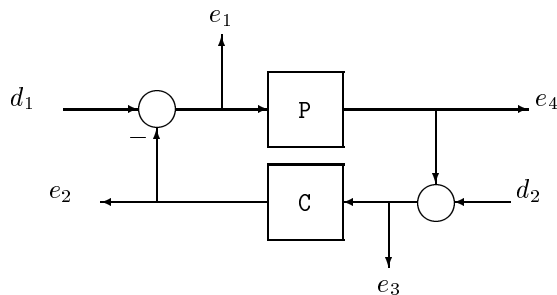 e₁
d₁ P e₄
−
e₂ C d₂
e₃